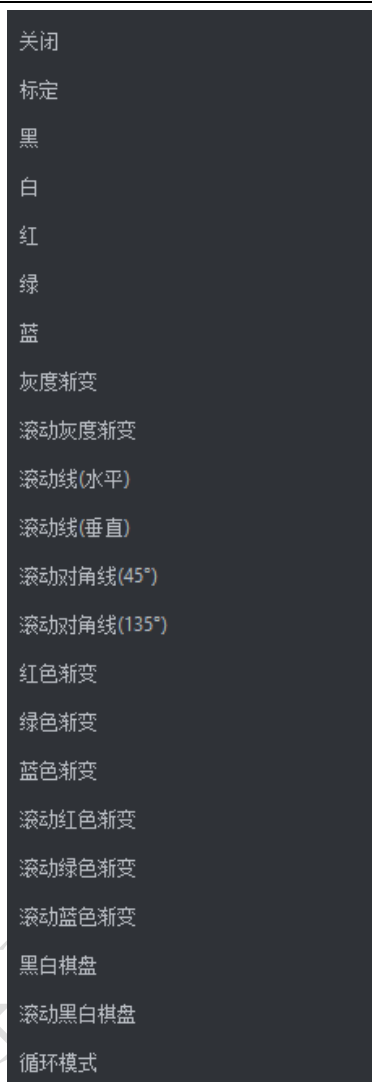 关闭
标定
黑
白
红
绿
蓝
灰度渐变
滚动灰度渐变
滚动线(水平)
滚动线(垂直)
滚动对角线(45°)
滚动对角线(135°)
红色渐变
绿色渐变
蓝色渐变
滚动红色渐变
滚动绿色渐变
滚动蓝色渐变
黑白棋盘
滚动黑白棋盘
循环模式